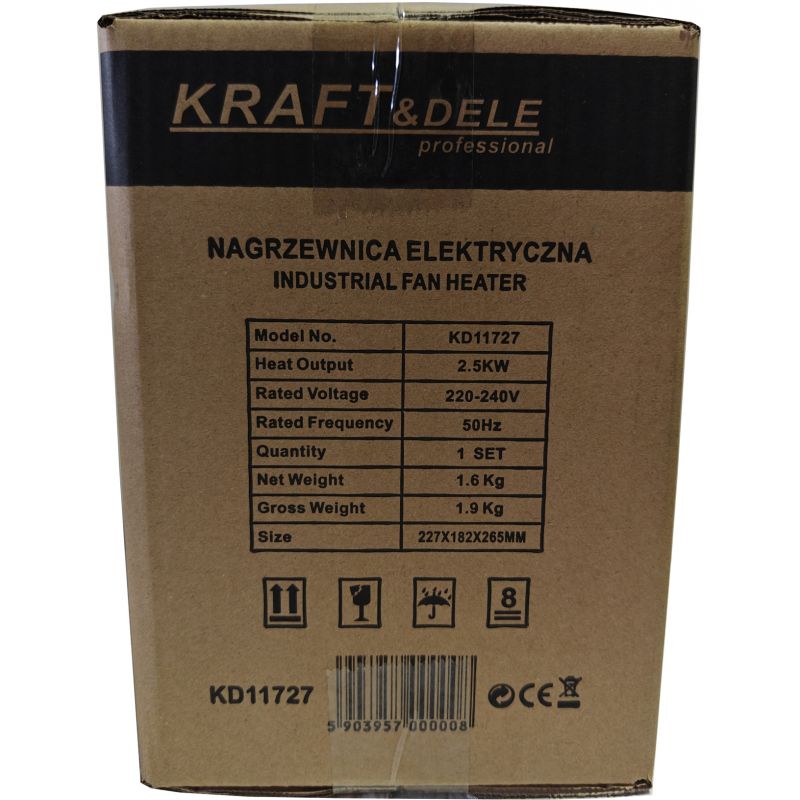 KRAFT&DELE
professional
NAGRZEWNICA ELEKTRYCZNA
INDUSTRIAL FAN HEATER
Model No. KD11727
Heat Output 2.5KW
Rated Voltage 220-240V
Rated Frequency 50Hz
Quantity 1 SET
Net Weight 1.6 Kg
Gross Weight 1.9 Kg
Size 227X182X265MM
8
KD11727
5 903957 000008
CE